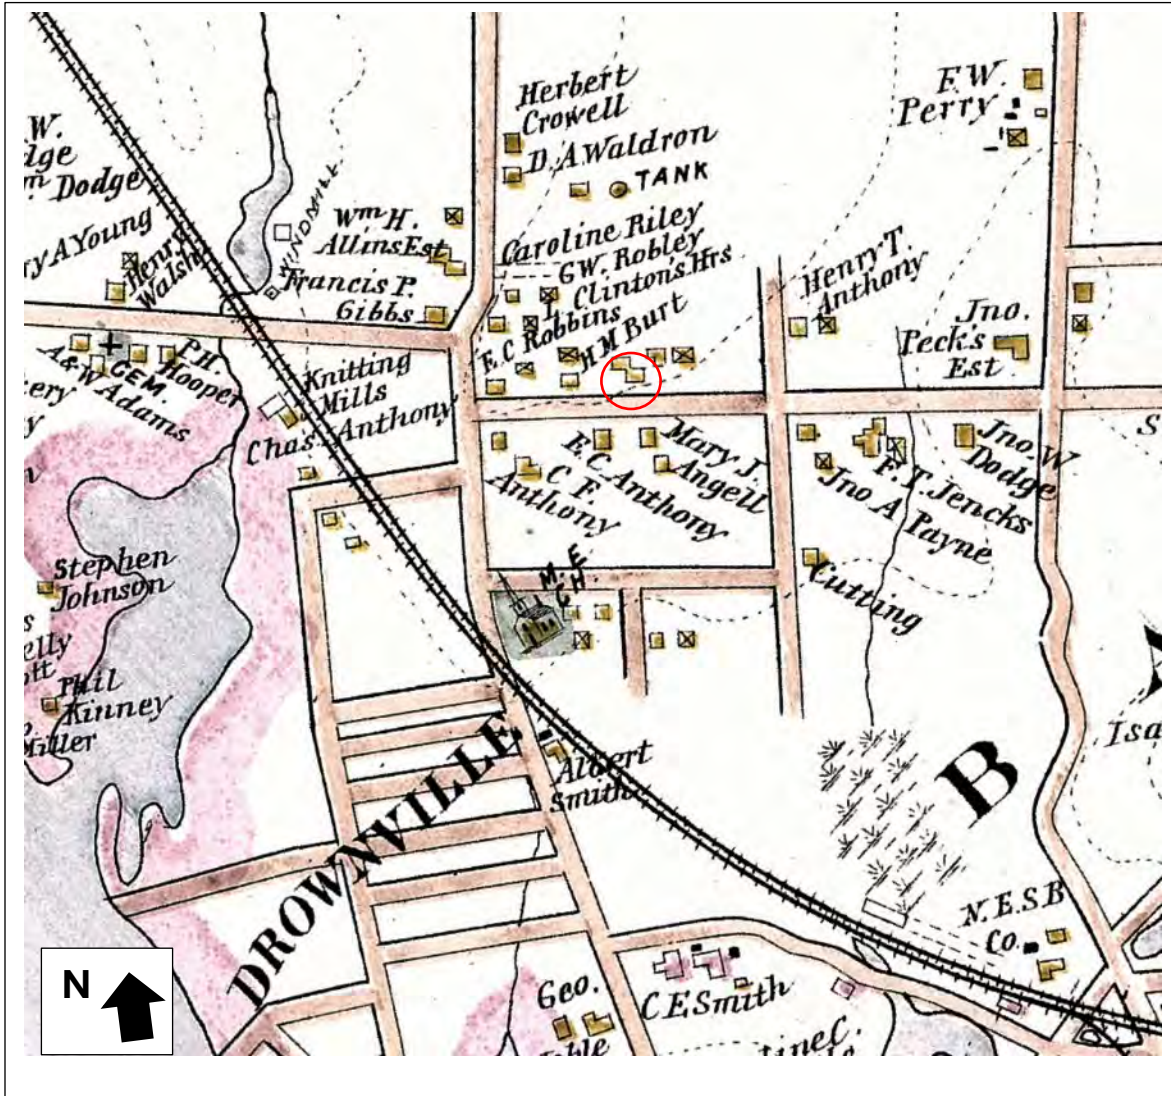 Herbert
Crowell
D. A. Waldron
TANK
F. W.
Perry
W.
Dodge
WINDMILL
Wm H.
Allins Est
Francis P.
Gibbs
Caroline Riley
G.W. Robley
L. Clinton's Hrs
E C Robbins
H M Burt
Henry T.
Anthony
Jno.
Peck's
Est
ry A Young
Henry
Walsh
P.H.
Hooper
CEM.
A & W Adams
Knitting
Mills
Chas. Anthony
Mary J.
Angell
E. C. Anthony
C F.
Anthony
Jno. W
Dodge
F. T. Jencks
Jno A Payne
Cutting
M. E.
CH.
Stephen
Johnson
Phil
Kinney
Miller
DROWNVILLE
Albert
Smith
B
Isa
N. E. S. B
Co.
N
C. F. Smith
Geo.
S